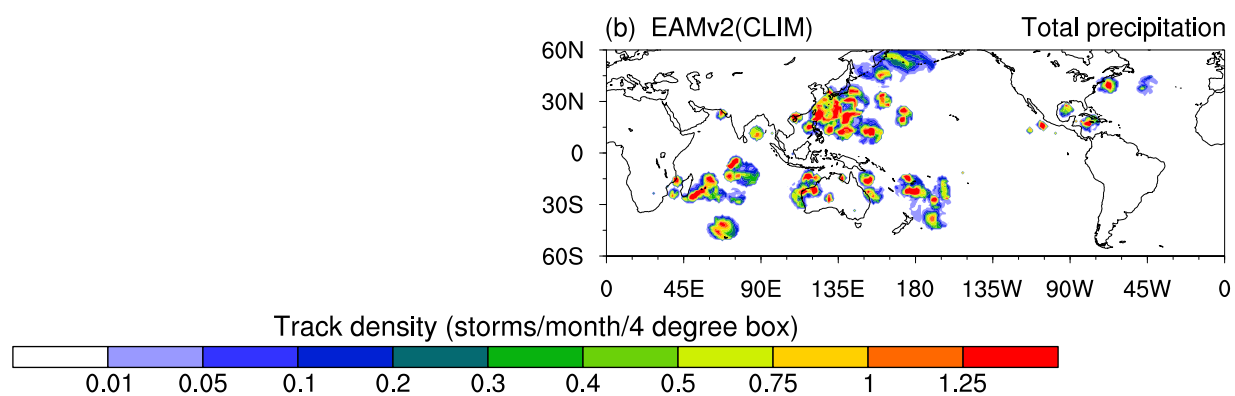 (b) EAMv2(CLIM) Total precipitation
60N
30N
0
30S
60S
0 45E 90E 135E 180 135W 90W 45W 0
Track density (storms/month/4 degree box)
0.01 0.05 0.1 0.2 0.3 0.4 0.5 0.75 1 1.25